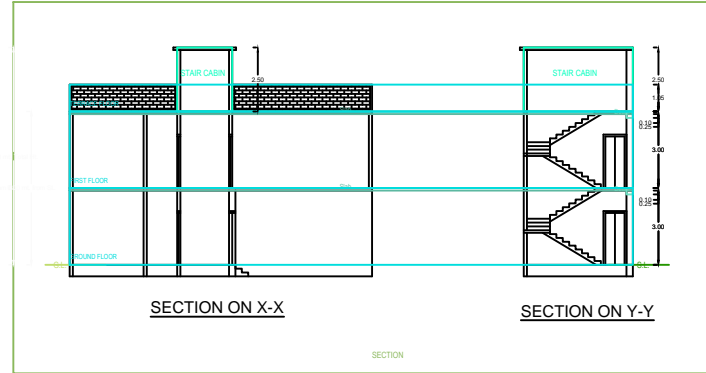 STAIR CABIN
2.50
FIRST FLOOR
GROUND FLOOR
G.L.
SECTION ON X-X
STAIR CABIN
2.50
1.05
0.10
0.25
3.00
0.10
0.25
3.00
G.L.
SECTION ON Y-Y
SECTION